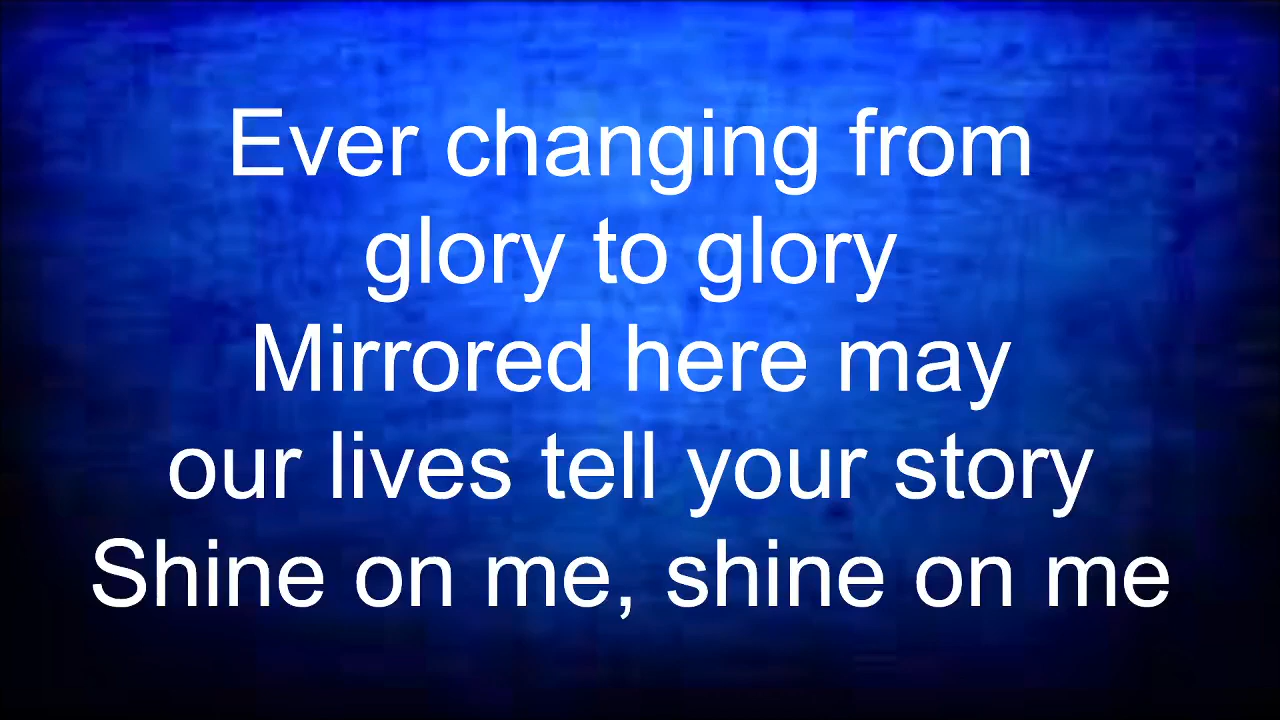 Ever changing from
glory to glory
Mirrored here may
our lives tell your story
Shine on me, shine on me